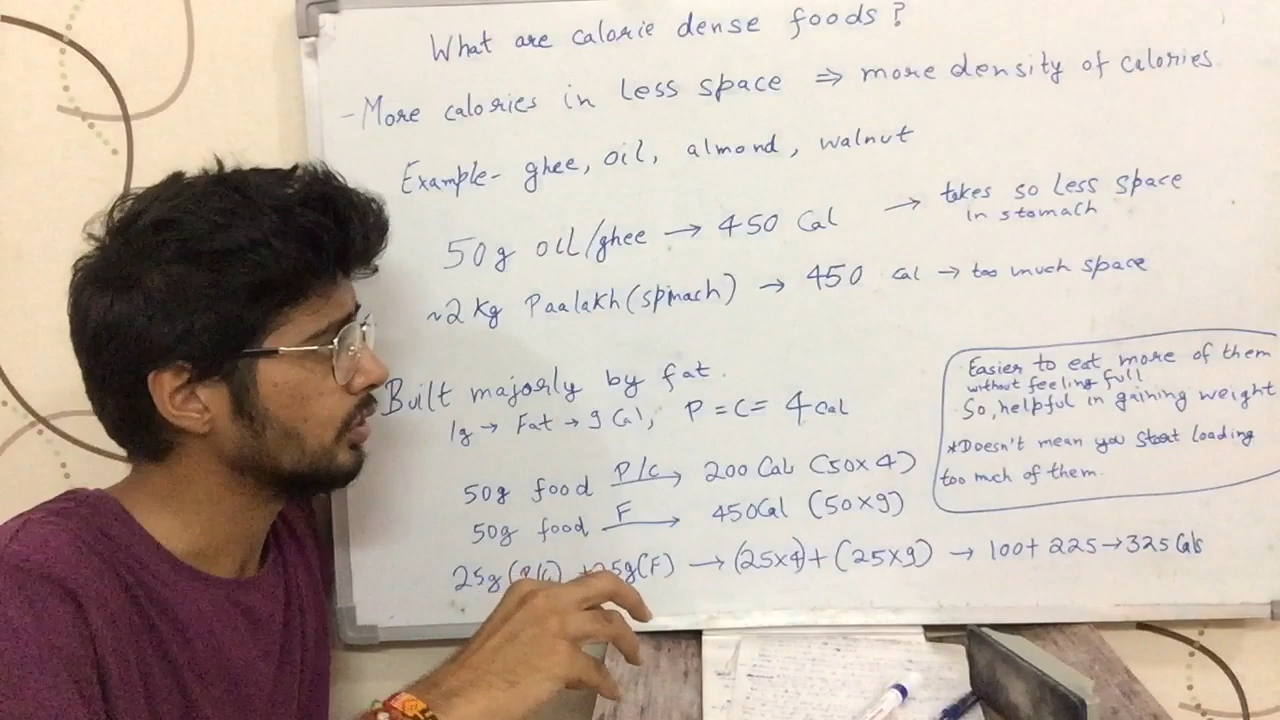 What are calorie dense foods?
- More calories in less space ⇒ more density of calories
Example- ghee, oil, almond, walnut
50g oil/ghee → 450 Cal → takes so less space
in stomach
~2 Kg Paalakh(spinach) → 450 cal → too much space
Built majorly by fat.
1g → Fat → 9 Cal, P = C = 4 Cal
50g food P/C → 200 Cal (50x4)
50g food F → 450Cal (50x9)
25g (P/C) + 25g(F) → (25x4) + (25x9) → 100 + 225 → 325 Cals
Easier to eat more of them
without feeling full
So, helpful in gaining weight
*Doesn't mean you start loading
too much of them.